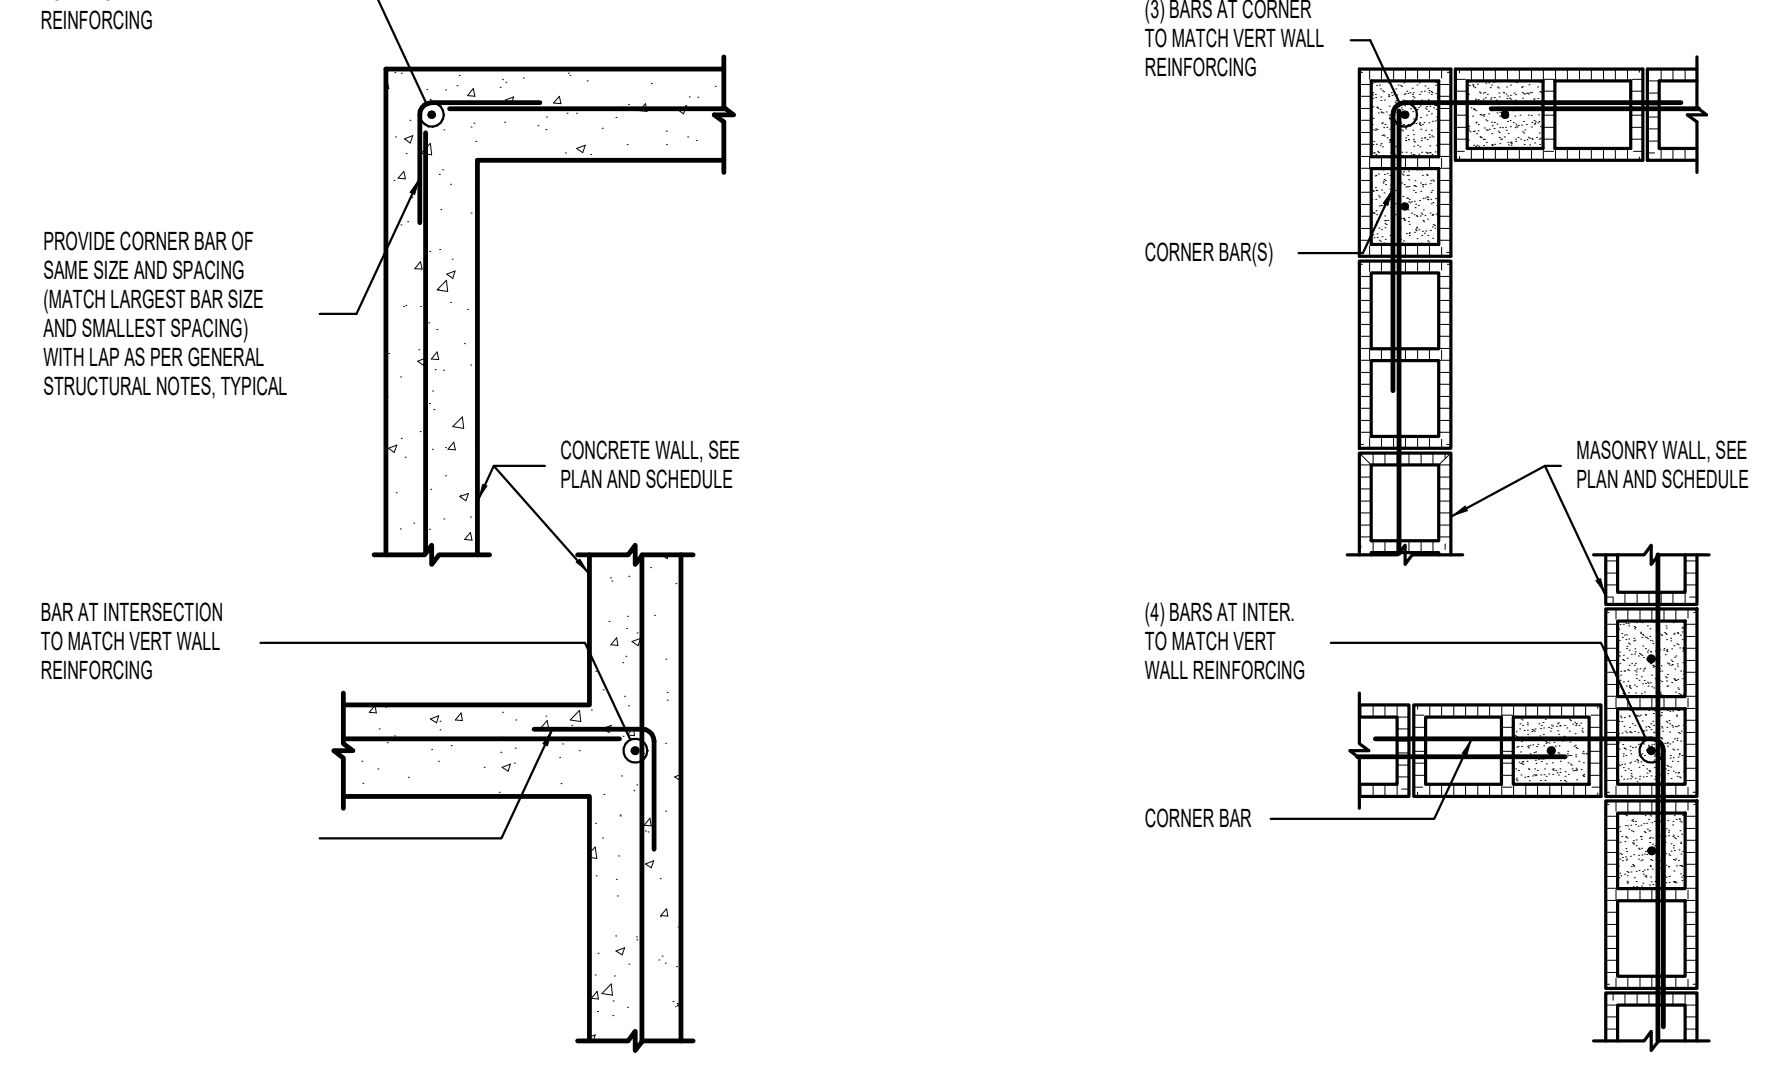 REINFORCING
PROVIDE CORNER BAR OF
SAME SIZE AND SPACING
(MATCH LARGEST BAR SIZE
AND SMALLEST SPACING)
WITH LAP AS PER GENERAL
STRUCTURAL NOTES, TYPICAL
CONCRETE WALL, SEE
PLAN AND SCHEDULE
BAR AT INTERSECTION
TO MATCH VERT WALL
REINFORCING
(3) BARS AT CORNER
TO MATCH VERT WALL
REINFORCING
CORNER BAR(S)
MASONRY WALL, SEE
PLAN AND SCHEDULE
(4) BARS AT INTER.
TO MATCH VERT
WALL REINFORCING
CORNER BAR